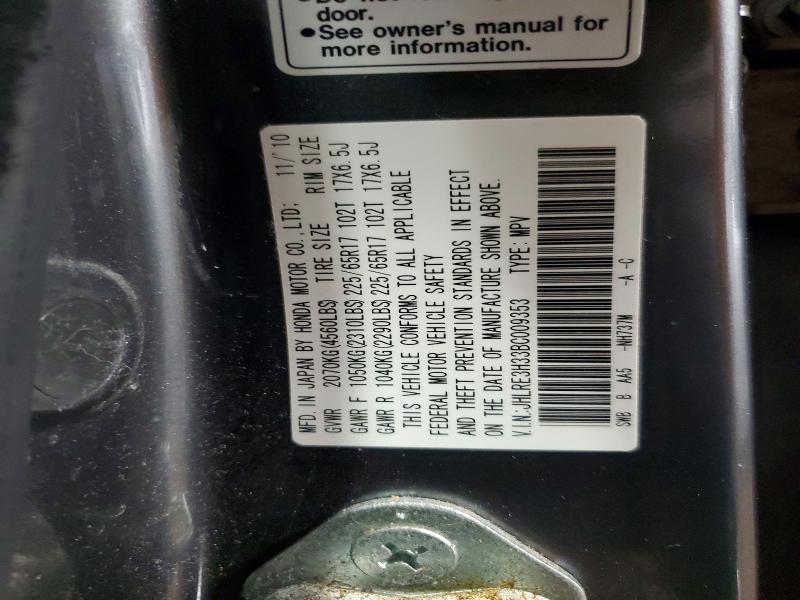 door.
●See owner's manual for
more information.
MFD. IN JAPAN BY HONDA MOTOR CO., LTD; 11/'10
GVWR 2070KG(4560LBS) TIRE SIZE RIM SIZE
GAWR F 1050KG(2310LBS) 225/65R17 102T 17X6.5J
GAWR R 1040KG(2290LBS) 225/65R17 102T 17X6.5J
THIS VEHICLE CONFORMS TO ALL APPLICABLE
FEDERAL MOTOR VEHICLE SAFETY
AND THEFT PREVENTION STANDARDS IN EFFECT
ON THE DATE OF MANUFACTURE SHOWN ABOVE.
V.I.N.:JHLRE3H33BC009353 TYPE: MPV
SWB B AA5 -NH737M -A -C